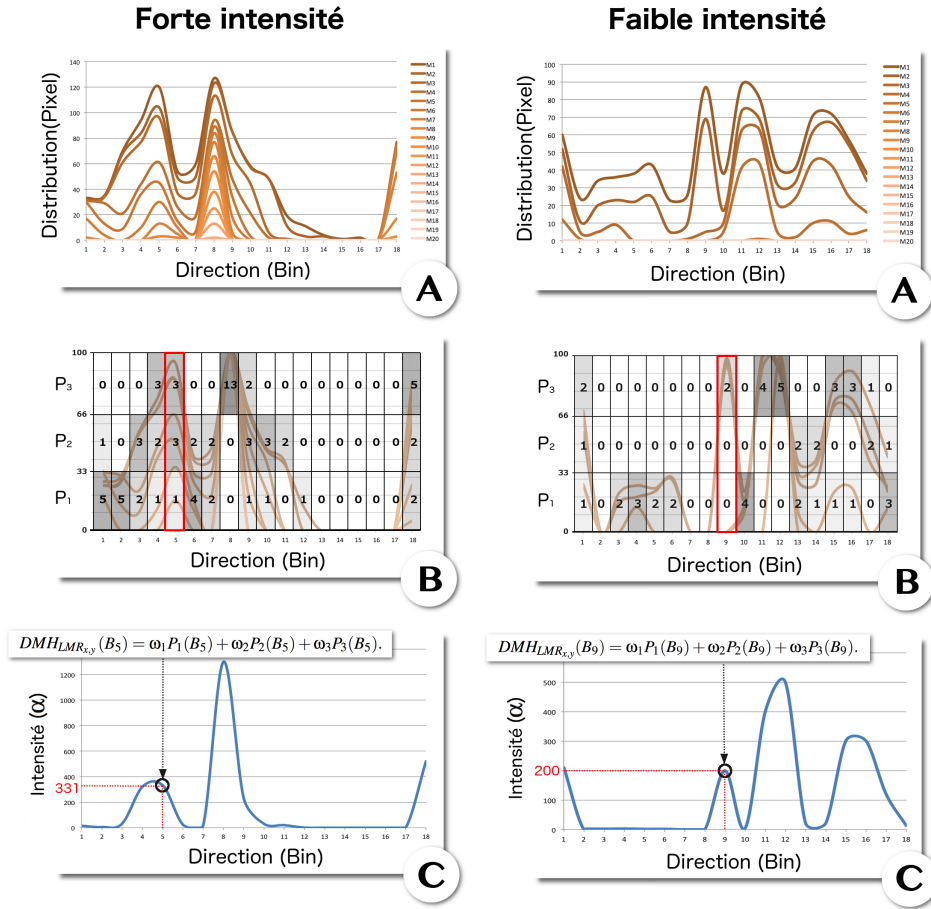 Forte intensité
Faible intensité
Distribution(Pixel)
140
120
100
80
60
40
20
0
1 2 3 4 5 6 7 8 9 10 11 12 13 14 15 16 17 18
Direction (Bin)
M1
M2
M3
M4
M5
M6
M7
M8
M9
M10
M11
M12
M13
M14
M15
M16
M17
M18
M19
M20
A
Distribution(Pixel)
100
90
80
70
60
50
40
30
20
10
0
1 2 3 4 5 6 7 8 9 10 11 12 13 14 15 16 17 18
Direction (Bin)
M1
M2
M3
M4
M5
M6
M7
M8
M9
M10
M11
M12
M13
M14
M15
M16
M17
M18
M19
M20
A
100
P3 0 0 0 3 3 0 0 13 2 0 0 0 0 0 0 0 0 5
66
P2 1 0 3 2 3 2 2 0 3 3 2 0 0 0 0 0 0 2
33
P1 5 5 2 1 1 4 2 0 1 1 0 1 0 0 0 0 0 2
0
1 2 3 4 5 6 7 8 9 10 11 12 13 14 15 16 17 18
Direction (Bin)
B
100
P3 2 0 0 0 0 0 0 0 2 0 4 5 0 0 3 3 1 0
66
P2 1 0 0 0 0 0 0 0 0 0 0 0 2 2 0 0 2 1
33
P1 1 0 2 3 2 2 0 0 0 4 0 0 2 1 1 1 0 3
0
1 2 3 4 5 6 7 8 9 10 11 12 13 14 15 16 17 18
Direction (Bin)
B
DMH_{LMR_{x,y}}(B5) = ω1P1(B5) + ω2P2(B5) + ω3P3(B5).
Intensité (α)
1200
1000
800
600
400
331
200
0
1 2 3 4 5 6 7 8 9 10 11 12 13 14 15 16 17 18
Direction (Bin)
C
DMH_{LMR_{x,y}}(B9) = ω1P1(B9) + ω2P2(B9) + ω3P3(B9).
Intensité (α)
500
400
300
200
100
0
1 2 3 4 5 6 7 8 9 10 11 12 13 14 15 16 17 18
Direction (Bin)
C